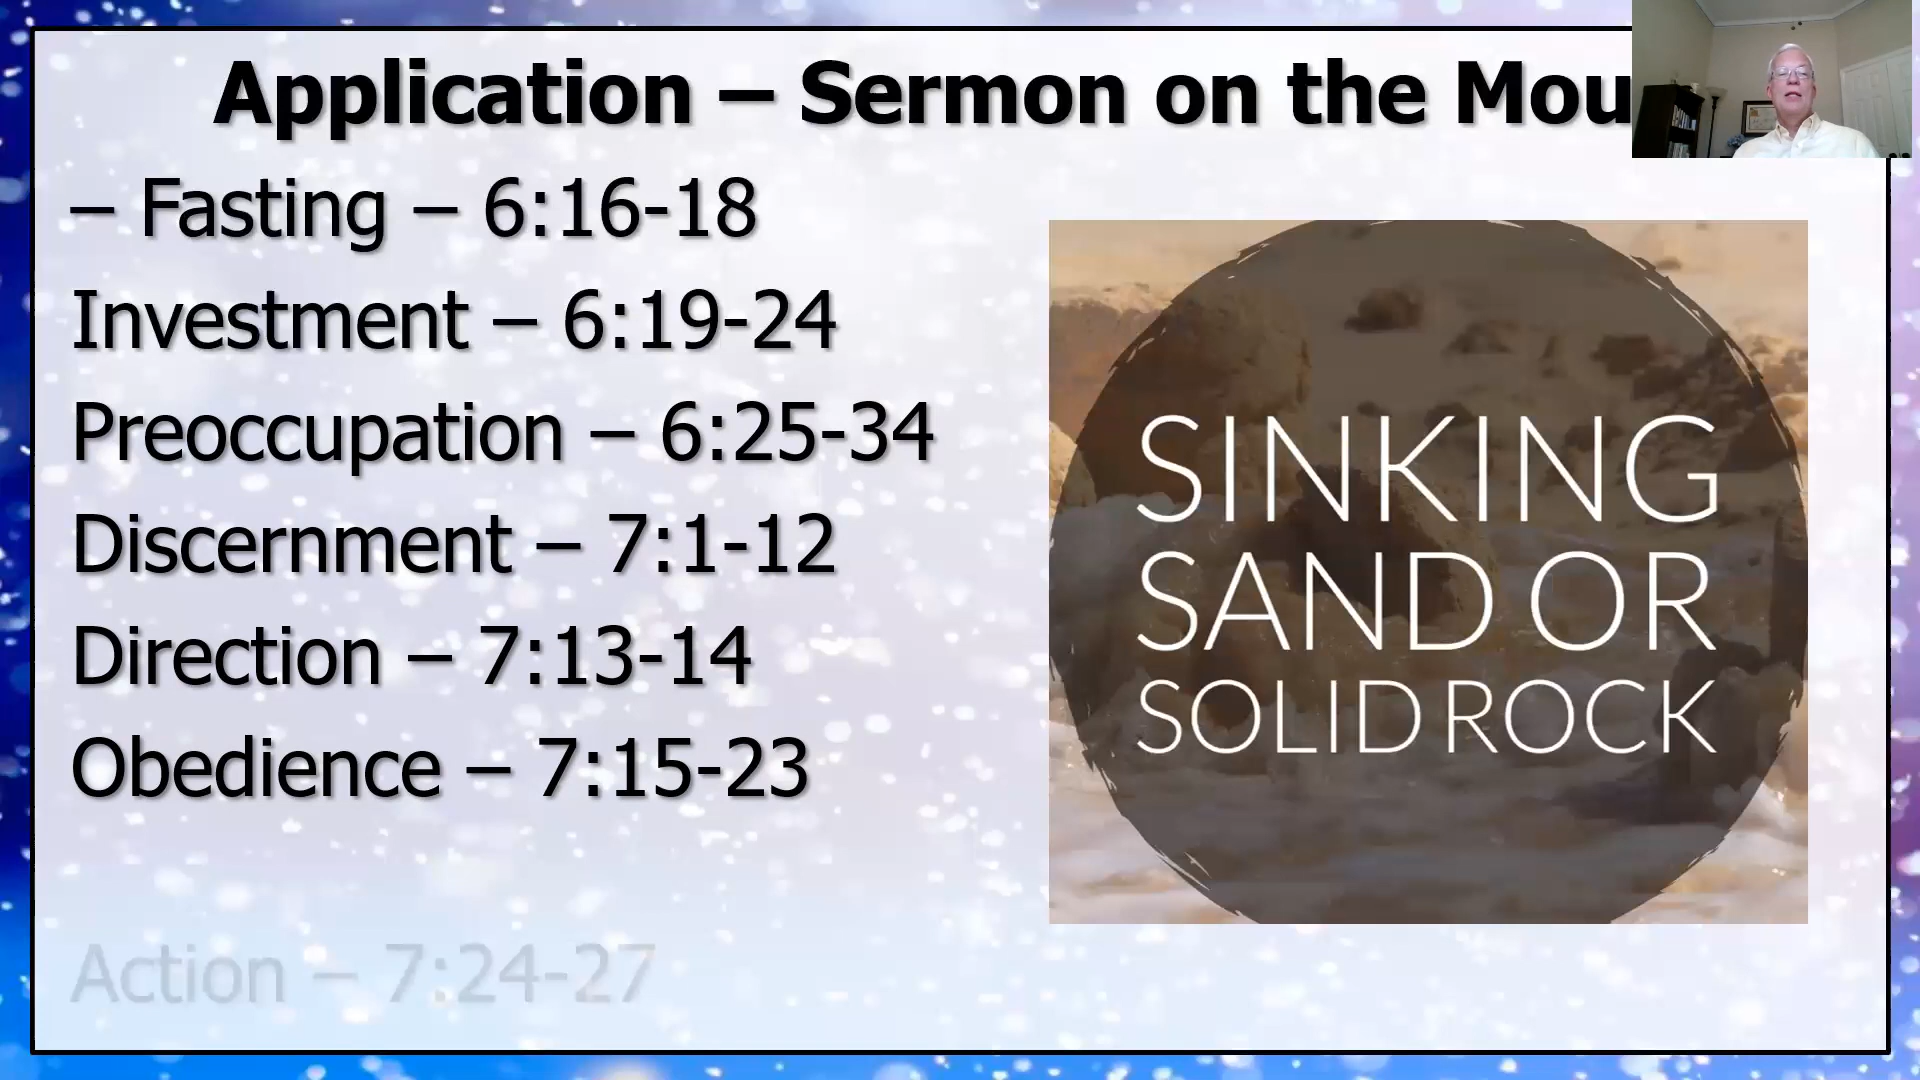 Application – Sermon on the Mou
– Fasting – 6:16-18
Investment – 6:19-24
Preoccupation – 6:25-34
Discernment – 7:1-12
Direction – 7:13-14
Obedience – 7:15-23
Action – 7:24-27
SINKING
SAND OR
SOLID ROCK